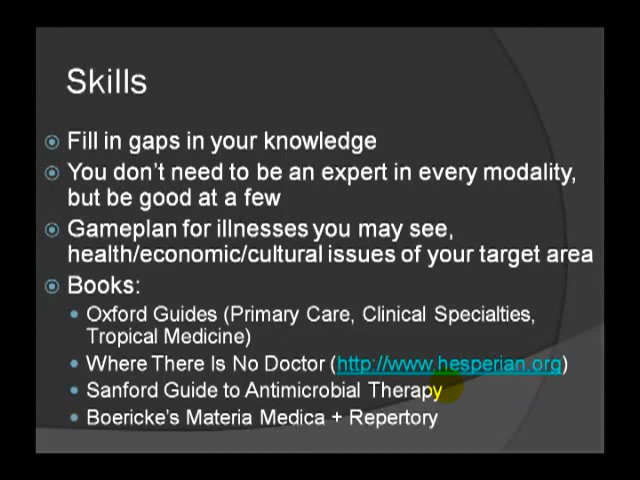 Skills
Fill in gaps in your knowledge
You don't need to be an expert in every modality,
but be good at a few
Gameplan for illnesses you may see,
health/economic/cultural issues of your target area
Books:
Oxford Guides (Primary Care, Clinical Specialties,
Tropical Medicine)
Where There Is No Doctor (http://www.hesperian.org)
Sanford Guide to Antimicrobial Therapy
Boericke's Materia Medica + Repertory